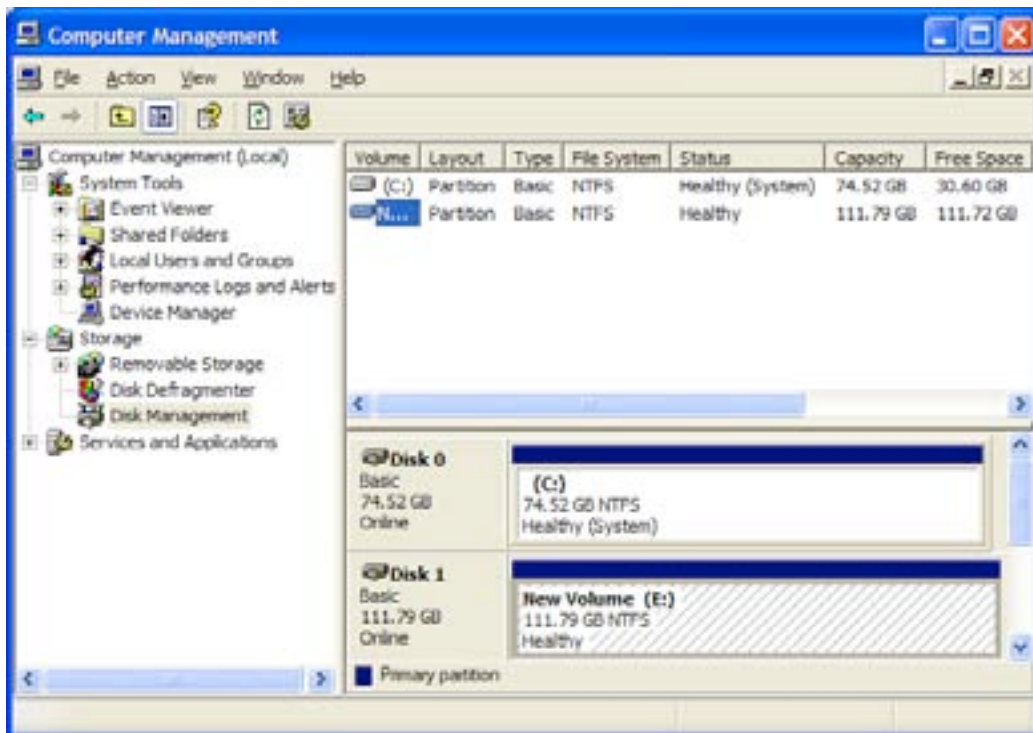 Computer Management
File Action View Window Help
Computer Management (Local)
System Tools
Event Viewer
Shared Folders
Local Users and Groups
Performance Logs and Alerts
Device Manager
Storage
Removable Storage
Disk Defragmenter
Disk Management
Services and Applications
Volume Layout Type File System Status Capacity Free Space
(C:) Partition Basic NTFS Healthy (System) 74.52 GB 30.60 GB
N... Partition Basic NTFS Healthy 111.79 GB 111.72 GB
Disk 0
Basic
74.52 GB
Online
(C:)
74.52 GB NTFS
Healthy (System)
Disk 1
Basic
111.79 GB
Online
New Volume (E:)
111.79 GB NTFS
Healthy
Primary partition